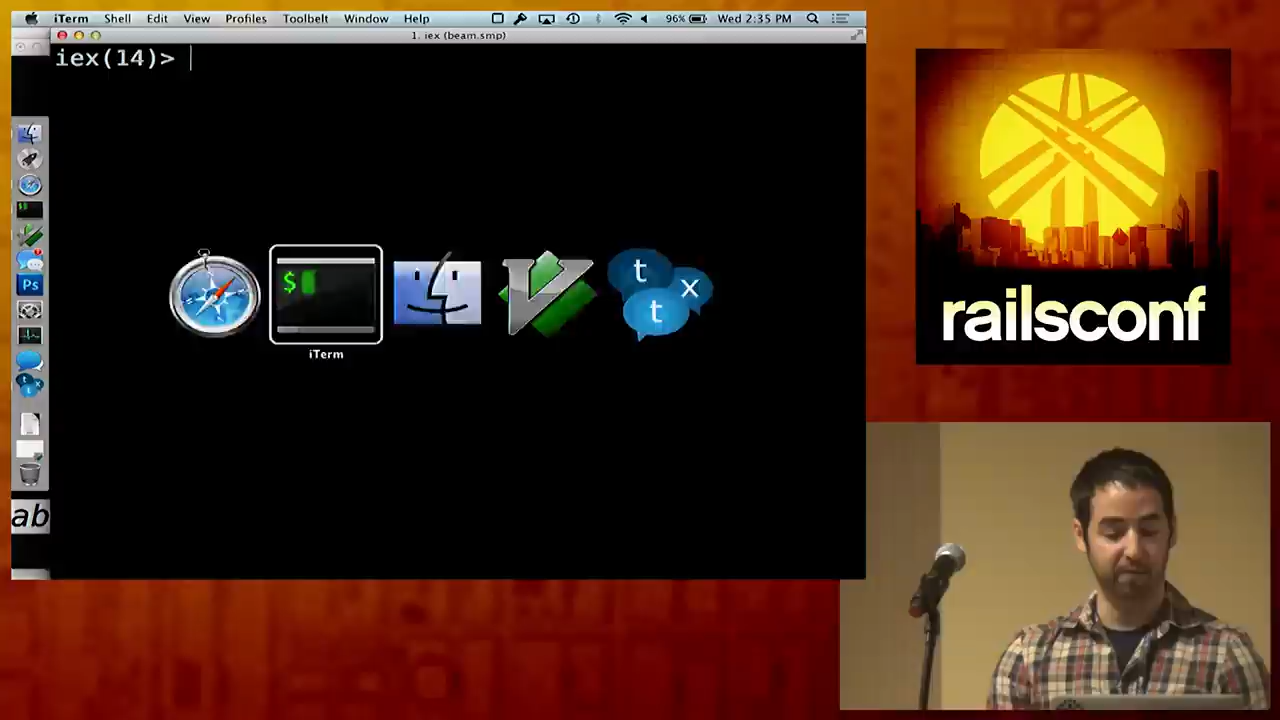 iTerm Shell Edit View Profiles Toolbelt Window Help 96% Wed 2:35 PM
1. iex (beam.smp)
iex(14)>
$
iTerm
t
x
t
Ps
ab
railsconf